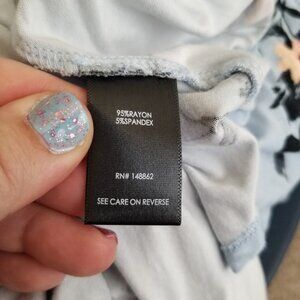 95%RAYON
5%SPANDEX
RN# 148862
SEE CARE ON REVERSE